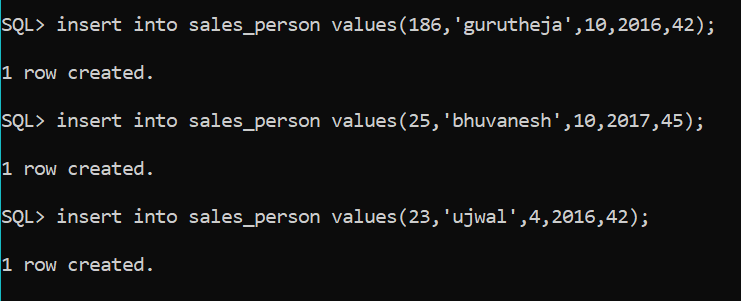 SQL> insert into sales_person values(186,'gurutheja',10,2016,42);
1 row created.
SQL> insert into sales_person values(25,'bhuvanesh',10,2017,45);
1 row created.
SQL> insert into sales_person values(23,'ujwal',4,2016,42);
1 row created.